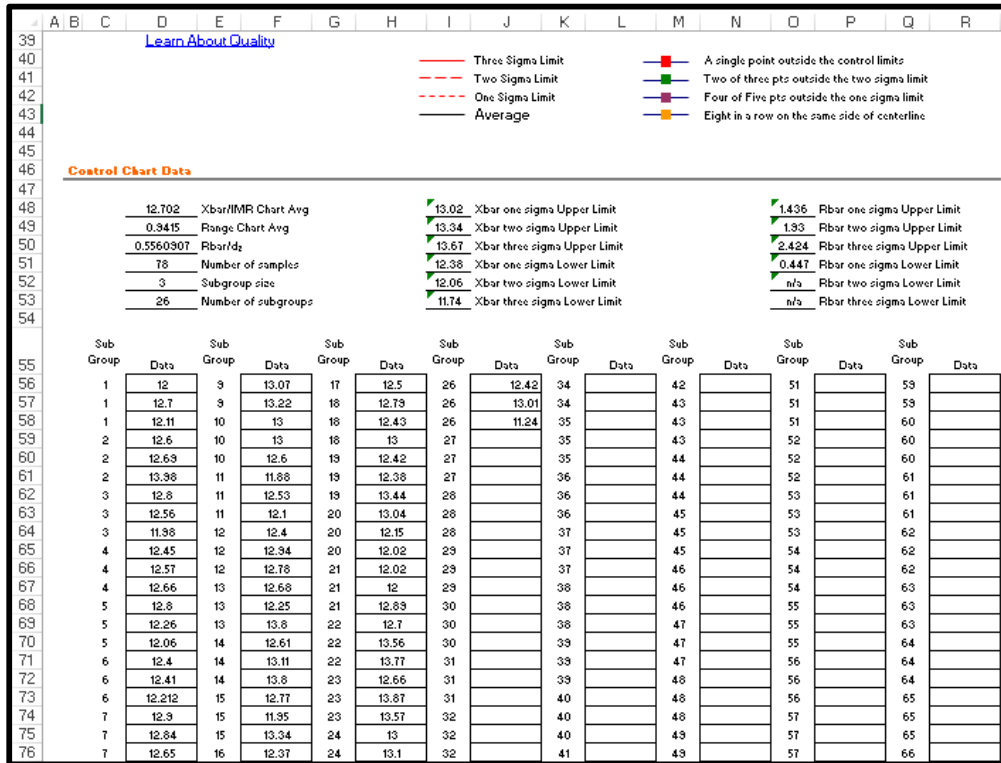 A B C D E F G H I J K L M N O P Q R
39 Learn About Quality
40 Three Sigma Limit A single point outside the control limits
41 Two Sigma Limit Two of three pts outside the two sigma limit
42 One Sigma Limit Four of Five pts outside the one sigma limit
43 Average Eight in a row on the same side of centerline
44
45
46 Control Chart Data
47
48 12.702 Xbar/IMR Chart Avg 13.02 Xbar one sigma Upper Limit 1.436 Rbar one sigma Upper Limit
49 0.9415 Range Chart Avg 13.34 Xbar two sigma Upper Limit 1.93 Rbar two sigma Upper Limit
50 0.5560907 Rbar/d₂ 13.67 Xbar three sigma Upper Limit 2.424 Rbar three sigma Upper Limit
51 78 Number of samples 12.38 Xbar one sigma Lower Limit 0.447 Rbar one sigma Lower Limit
52 3 Subgroup size 12.06 Xbar two sigma Lower Limit n/a Rbar two sigma Lower Limit
53 26 Number of subgroups 11.74 Xbar three sigma Lower Limit n/a Rbar three sigma Lower Limit
54
Sub Sub Sub Sub Sub Sub Sub Sub
55 Group Data Group Data Group Data Group Data Group Data Group Data Group Data Group Data
56 1 12 9 13.07 17 12.5 26 12.42 34 42 51 59
57 1 12.7 9 13.22 18 12.79 26 13.01 34 43 51 59
58 1 12.11 10 13 18 12.43 26 11.24 35 43 51 60
59 2 12.6 10 13 18 13 27 35 43 52 60
60 2 12.69 10 12.6 19 12.42 27 35 44 52 60
61 2 13.98 11 11.88 19 12.38 27 36 44 52 61
62 3 12.8 11 12.53 19 13.44 28 36 44 53 61
63 3 12.56 11 12.1 20 13.04 28 36 45 53 61
64 3 11.98 12 12.4 20 12.15 28 37 45 53 62
65 4 12.45 12 12.94 20 12.02 29 37 45 54 62
66 4 12.57 12 12.78 21 12.02 29 37 46 54 62
67 4 12.66 13 12.68 21 12 29 38 46 54 63
68 5 12.8 13 12.25 21 12.89 30 38 46 55 63
69 5 12.26 13 13.8 22 12.7 30 38 47 55 63
70 5 12.06 14 12.61 22 13.56 30 39 47 55 64
71 6 12.4 14 13.11 22 13.77 31 39 47 56 64
72 6 12.41 14 13.8 23 12.66 31 39 48 56 64
73 6 12.212 15 12.77 23 13.87 31 40 48 56 65
74 7 12.9 15 11.95 23 13.57 32 40 48 57 65
75 7 12.84 15 13.34 24 13 32 40 49 57 65
76 7 12.65 16 12.37 24 13.1 32 41 49 57 66